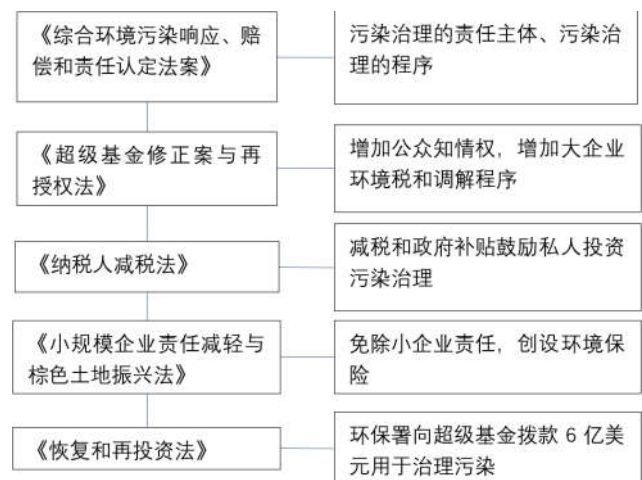 《综合环境污染响应、赔
偿和责任认定法案》
污染治理的责任主体、污染治
理的程序
《超级基金修正案与再
授权法》
增加公众知情权，增加大企业
环境税和调解程序
《纳税人减税法》
减税和政府补贴鼓励私人投资
污染治理
《小规模企业责任减轻与
棕色土地振兴法》
免除小企业责任，创设环境保
险
《恢复和再投资法》
环保署向超级基金拨款 6 亿美
元用于治理污染